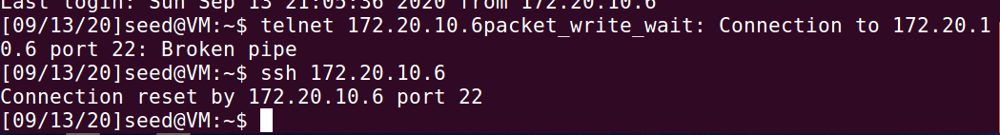 Last login: Sun Sep 13 21:05:36 2020 from 172.20.10.6
[09/13/20]seed@VM:~$ telnet 172.20.10.6packet_write_wait: Connection to 172.20.1
0.6 port 22: Broken pipe
[09/13/20]seed@VM:~$ ssh 172.20.10.6
Connection reset by 172.20.10.6 port 22
[09/13/20]seed@VM:~$